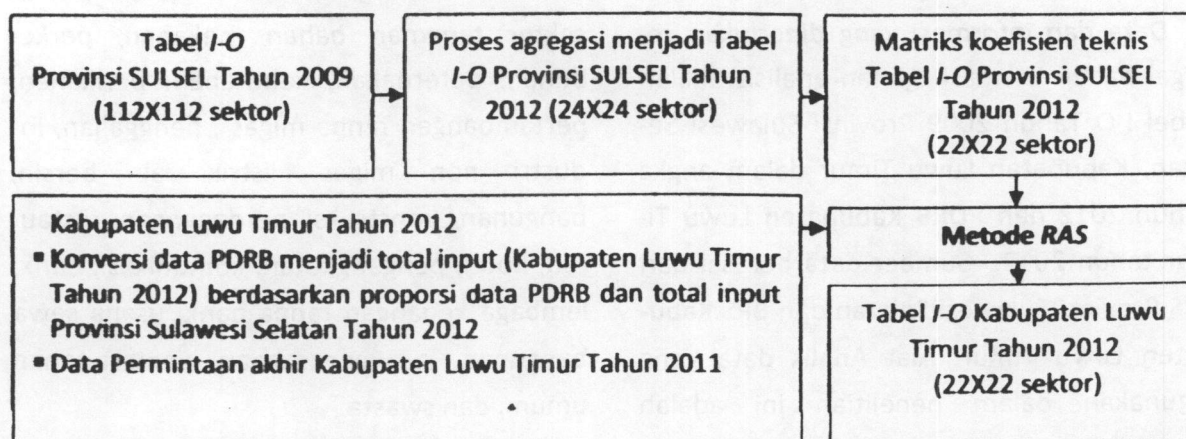 Tabel I-O
Provinsi SULSEL Tahun 2009
(112X112 sektor)
Proses agregasi menjadi Tabel
I-O Provinsi SULSEL Tahun
2012 (24X24 sektor)
Matriks koefisien teknis
Tabel I-O Provinsi SULSEL
Tahun 2012
(22X22 sektor)
Kabupaten Luwu Timur Tahun 2012
▪ Konversi data PDRB menjadi total input (Kabupaten Luwu Timur
Tahun 2012) berdasarkan proporsi data PDRB dan total input
Provinsi Sulawesi Selatan Tahun 2012
▪ Data Permintaan akhir Kabupaten Luwu Timur Tahun 2011
Metode RAS
Tabel I-O Kabupaten Luwu
Timur Tahun 2012
(22X22 sektor)